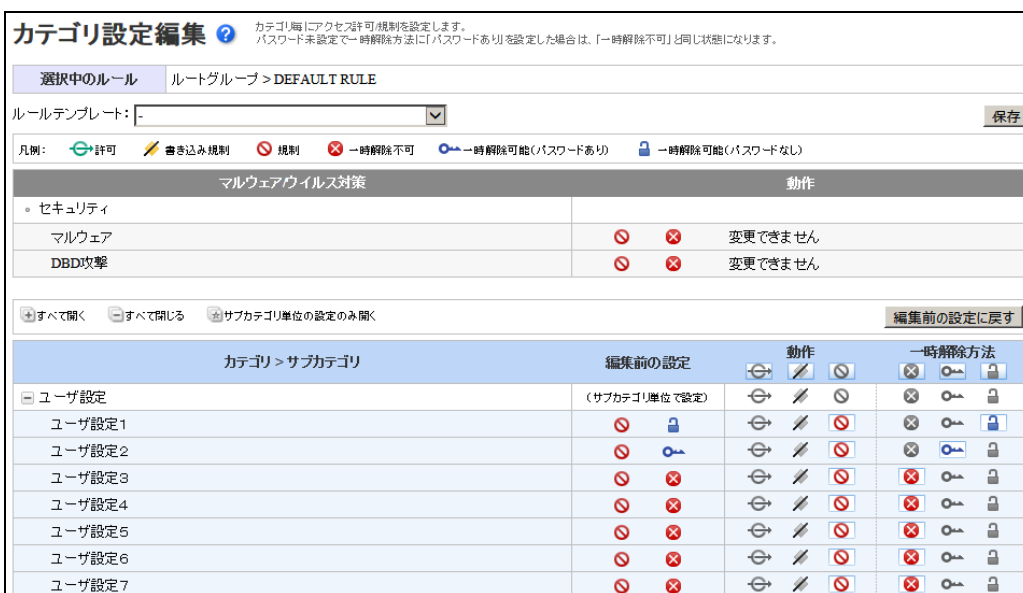 カテゴリ設定編集
カテゴリ毎にアクセス許可/規制を設定します。
パスワード未設定で一時解除方法に「パスワードあり」を設定した場合は、「一時解除不可」と同じ状態になります。
選択中のルール ルートグループ > DEFAULT RULE
ルールテンプレート: - 保存
凡例: 許可 書き込み規制 規制 一時解除不可 一時解除可能(パスワードあり) 一時解除可能(パスワードなし)
マルウェア/ウイルス対策 動作
セキュリティ
マルウェア 変更できません
DBD攻撃 変更できません
すべて開く すべて閉じる サブカテゴリ単位の設定のみ開く 編集前の設定に戻す
カテゴリ > サブカテゴリ 編集前の設定 動作 一時解除方法
ユーザ設定 (サブカテゴリ単位で設定)
ユーザ設定1
ユーザ設定2
ユーザ設定3
ユーザ設定4
ユーザ設定5
ユーザ設定6
ユーザ設定7